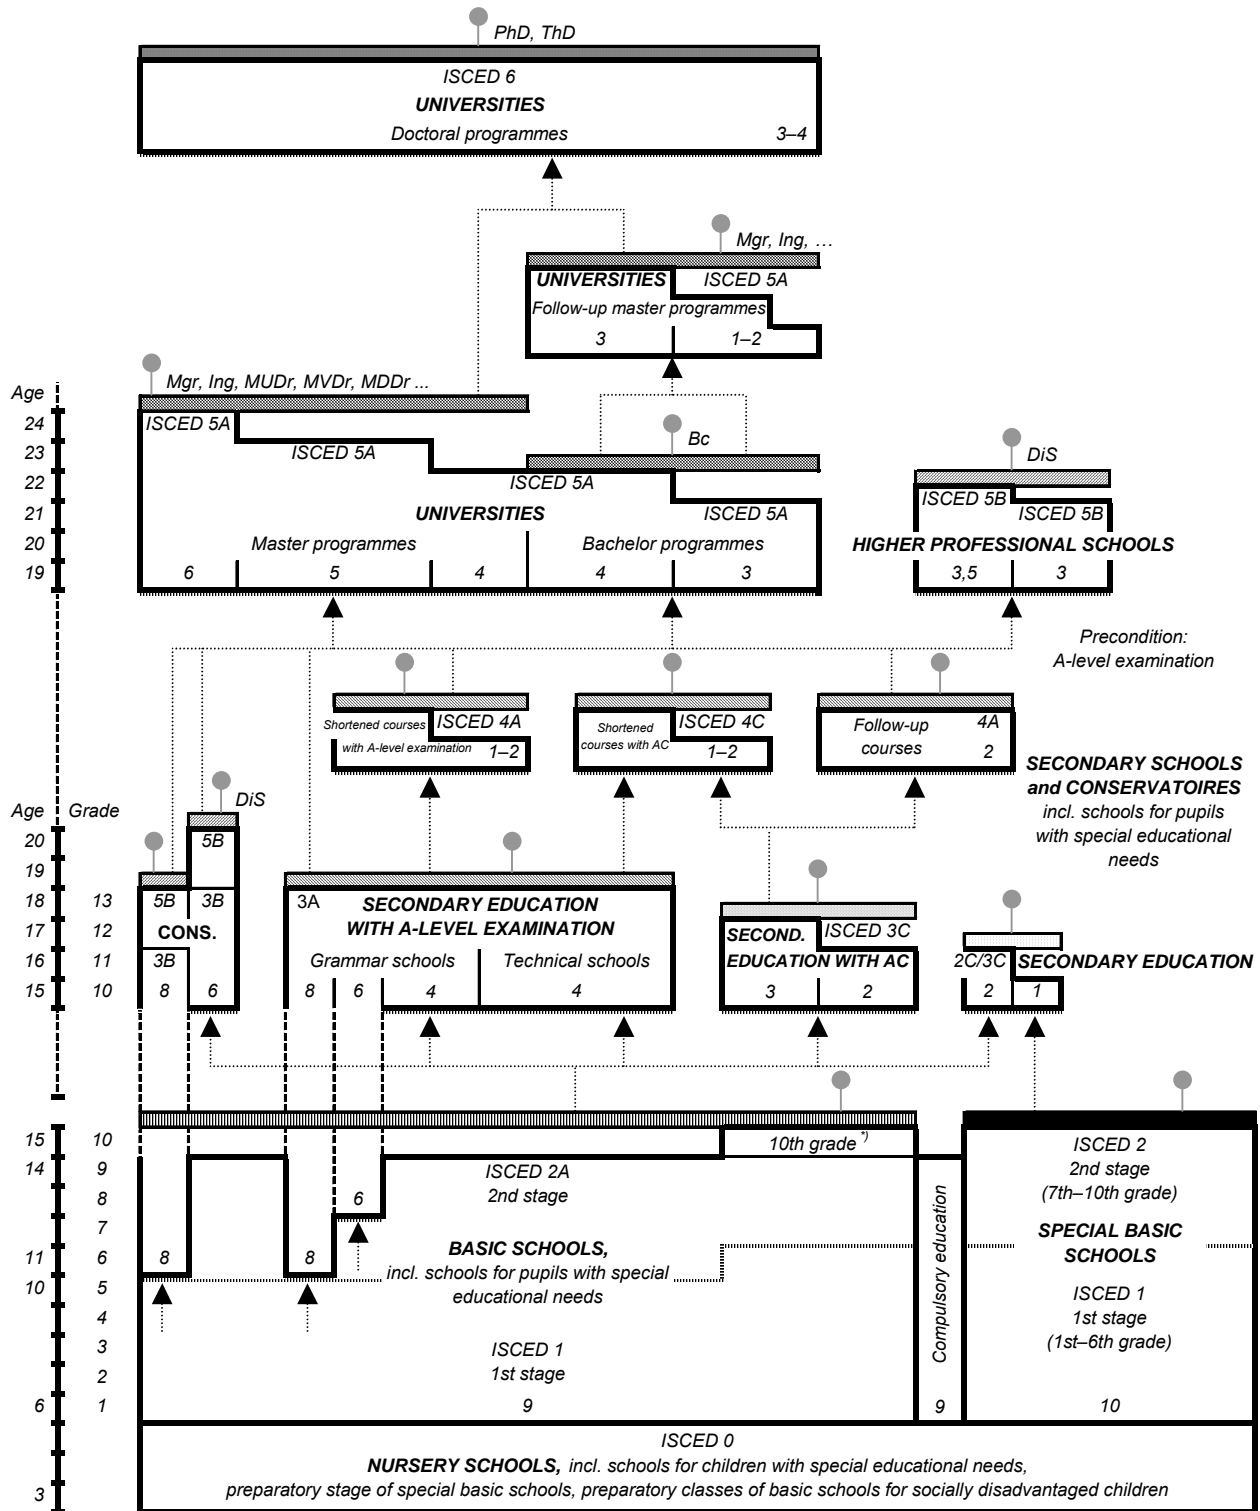 PhD, ThD
ISCED 6
UNIVERSITIES
Doctoral programmes 3–4
Mgr, Ing, …
UNIVERSITIES ISCED 5A
Follow-up master programmes
3 1–2
Mgr, Ing, MUDr, MVDr, MDDr ...
Age
24 ISCED 5A
23 ISCED 5A Bc
22 ISCED 5A DiS
21 UNIVERSITIES ISCED 5A ISCED 5B ISCED 5B
20 Master programmes Bachelor programmes HIGHER PROFESSIONAL SCHOOLS
19 6 5 4 4 3 3,5 3
Precondition:
A-level examination
Shortened courses ISCED 4A
with A-level examination 1–2
Shortened ISCED 4C
courses with AC 1–2
Follow-up 4A
courses 2
SECONDARY SCHOOLS
and CONSERVATOIRES
incl. schools for pupils
with special educational
needs
DiS
Age Grade
20 5B
19
18 13 5B 3B 3A SECONDARY EDUCATION
17 12 CONS. WITH A-LEVEL EXAMINATION SECOND. ISCED 3C
16 11 3B Grammar schools Technical schools EDUCATION WITH AC 2C/3C SECONDARY EDUCATION
15 10 8 6 8 6 4 4 3 2 2 1
15 10 10th grade *) ISCED 2
14 9 ISCED 2A 2nd stage
8 6 2nd stage (7th–10th grade)
7
SPECIAL BASIC
SCHOOLS
11 6 8 8 BASIC SCHOOLS,
10 5 incl. schools for pupils with special
educational needs
Compulsory education
ISCED 1
1st stage
(1st–6th grade)
4
3 ISCED 1
2 1st stage
6 1 9 9 10
ISCED 0
NURSERY SCHOOLS, incl. schools for children with special educational needs,
3 preparatory stage of special basic schools, preparatory classes of basic schools for socially disadvantaged children